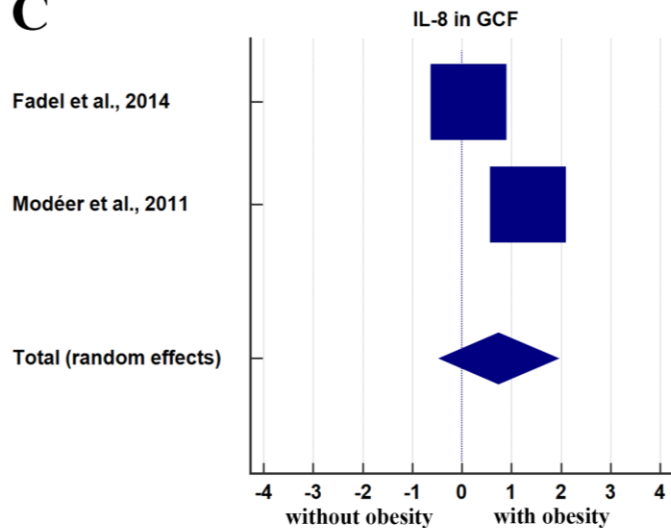 C
IL-8 in GCF
Fadel et al., 2014
Modéer et al., 2011
Total (random effects)
-4 -3 -2 -1 0 1 2 3 4
without obesity with obesity